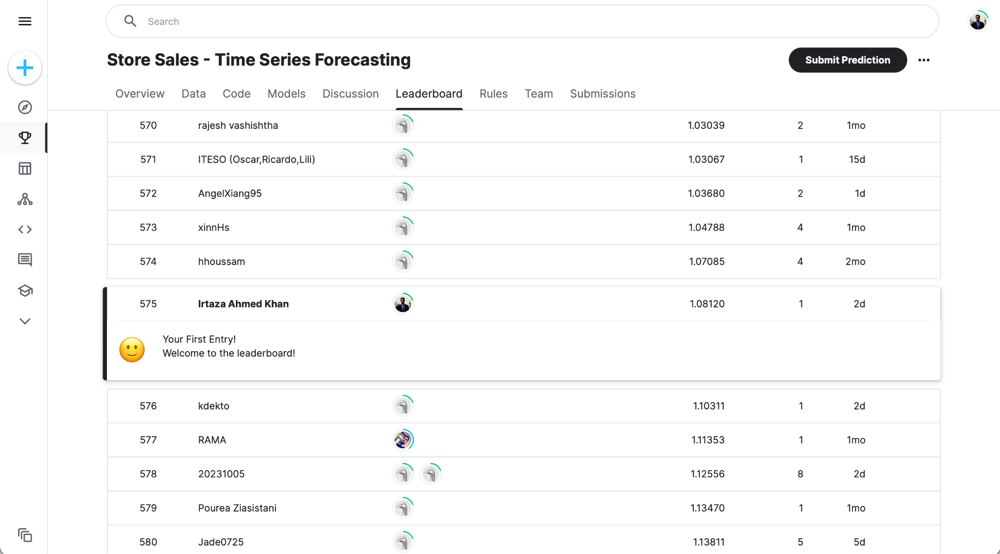 Search
Store Sales - Time Series Forecasting
Submit Prediction
Overview Data Code Models Discussion Leaderboard Rules Team Submissions
570 rajesh vashishtha 1.03039 2 1mo
571 ITESO (Oscar,Ricardo,Lili) 1.03067 1 15d
572 AngelXiang95 1.03680 2 1d
573 xinnHs 1.04788 4 1mo
574 hhoussam 1.07085 4 2mo
575 Irtaza Ahmed Khan 1.08120 1 2d
Your First Entry!
Welcome to the leaderboard!
576 kdekto 1.10311 1 2d
577 RAMA 1.11353 1 1mo
578 20231005 1.12556 8 2d
579 Pourea Ziasistani 1.13470 1 1mo
580 Jade0725 1.13811 5 5d